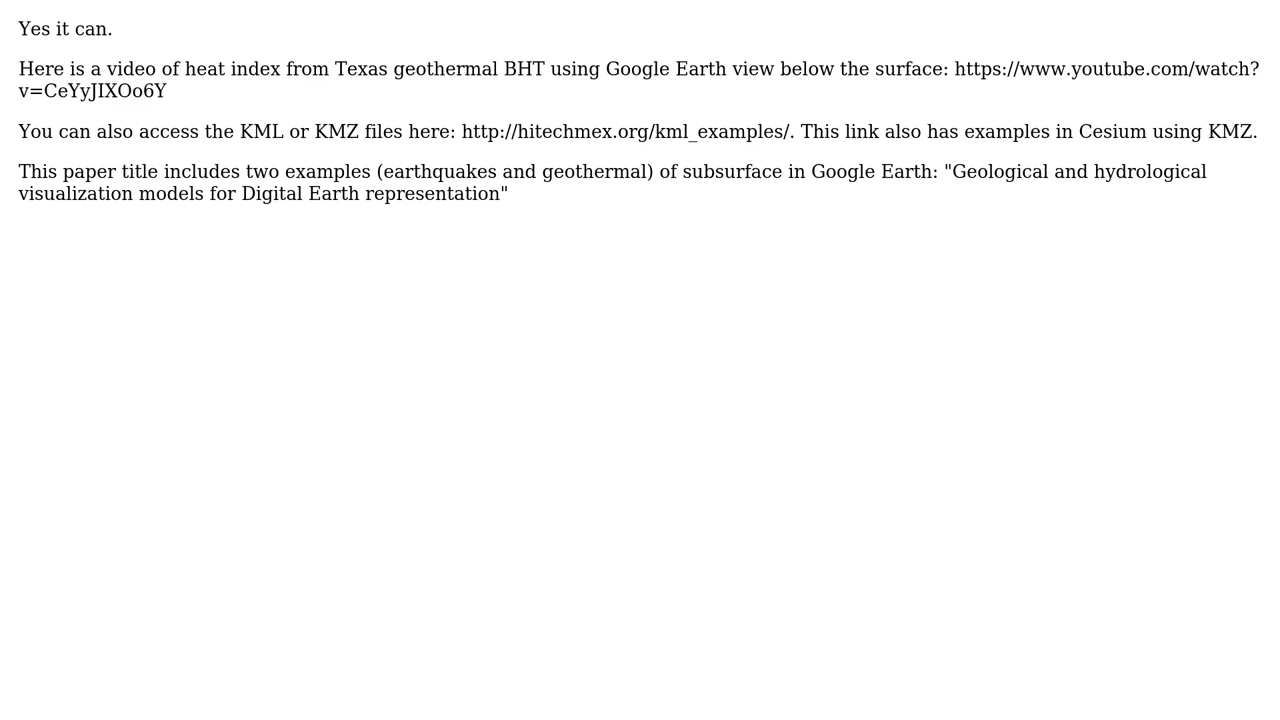 Yes it can.
Here is a video of heat index from Texas geothermal BHT using Google Earth view below the surface: https://www.youtube.com/watch?
v=CeYyJIXOo6Y
You can also access the KML or KMZ files here: http://hitechmex.org/kml_examples/. This link also has examples in Cesium using KMZ.
This paper title includes two examples (earthquakes and geothermal) of subsurface in Google Earth: "Geological and hydrological
visualization models for Digital Earth representation"